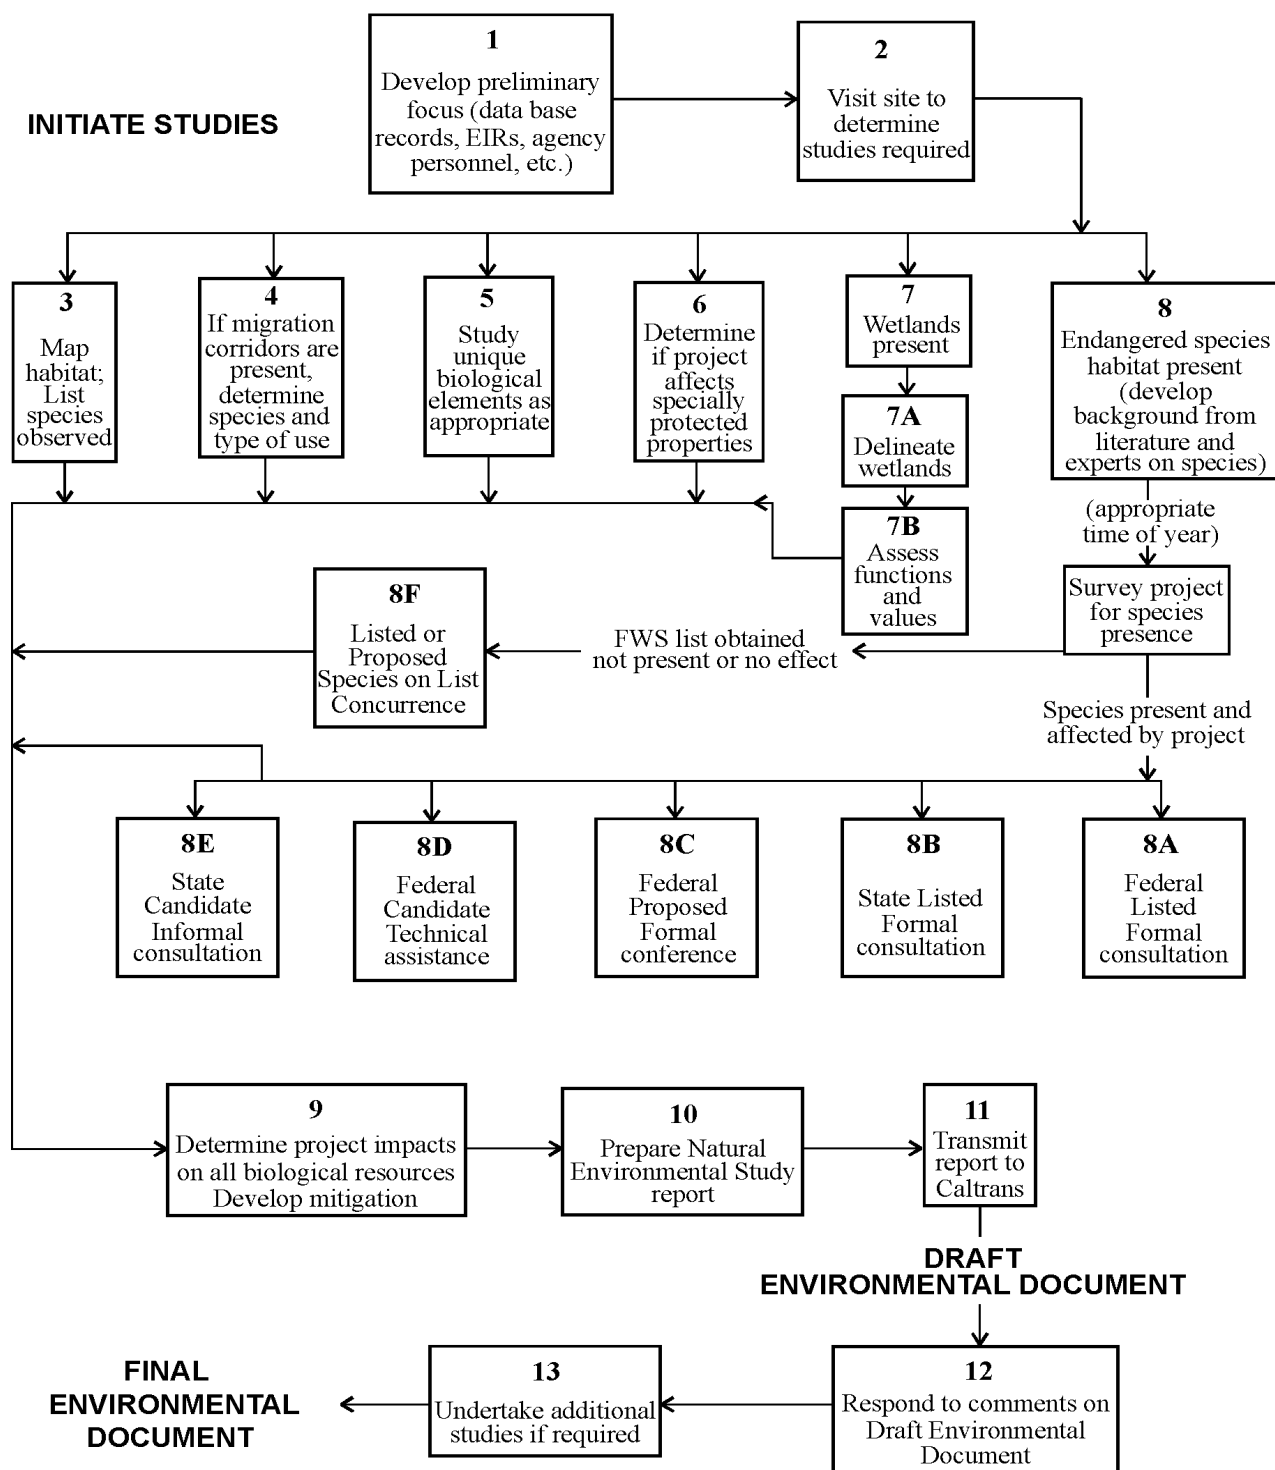 1
Develop preliminary
focus (data base
records, EIRs, agency
personnel, etc.)
2
Visit site to
determine
studies required
INITIATE STUDIES
3
Map
habitat;
List
species
observed
4
If migration
corridors are
present,
determine
species and
type of use
5
Study
unique
biological
elements as
appropriate
6
Determine
if project
affects
specially
protected
properties
7
Wetlands
present
7A
Delineate
wetlands
7B
Assess
functions
and
values
8
Endangered species
habitat present
(develop
background from
literature and
experts on species)
(appropriate
time of year)
Survey project
for species
presence
8F
Listed or
Proposed
Species on List
Concurrence
FWS list obtained
not present or no effect
Species present and
affected by project
8E
State
Candidate
Informal
consultation
8D
Federal
Candidate
Technical
assistance
8C
Federal
Proposed
Formal
conference
8B
State Listed
Formal
consultation
8A
Federal
Listed
Formal
consultation
9
Determine project impacts
on all biological resources
Develop mitigation
10
Prepare Natural
Environmental Study
report
11
Transmit
report to
Caltrans
DRAFT
ENVIRONMENTAL DOCUMENT
12
Respond to comments on
Draft Environmental
Document
13
Undertake additional
studies if required
FINAL
ENVIRONMENTAL
DOCUMENT